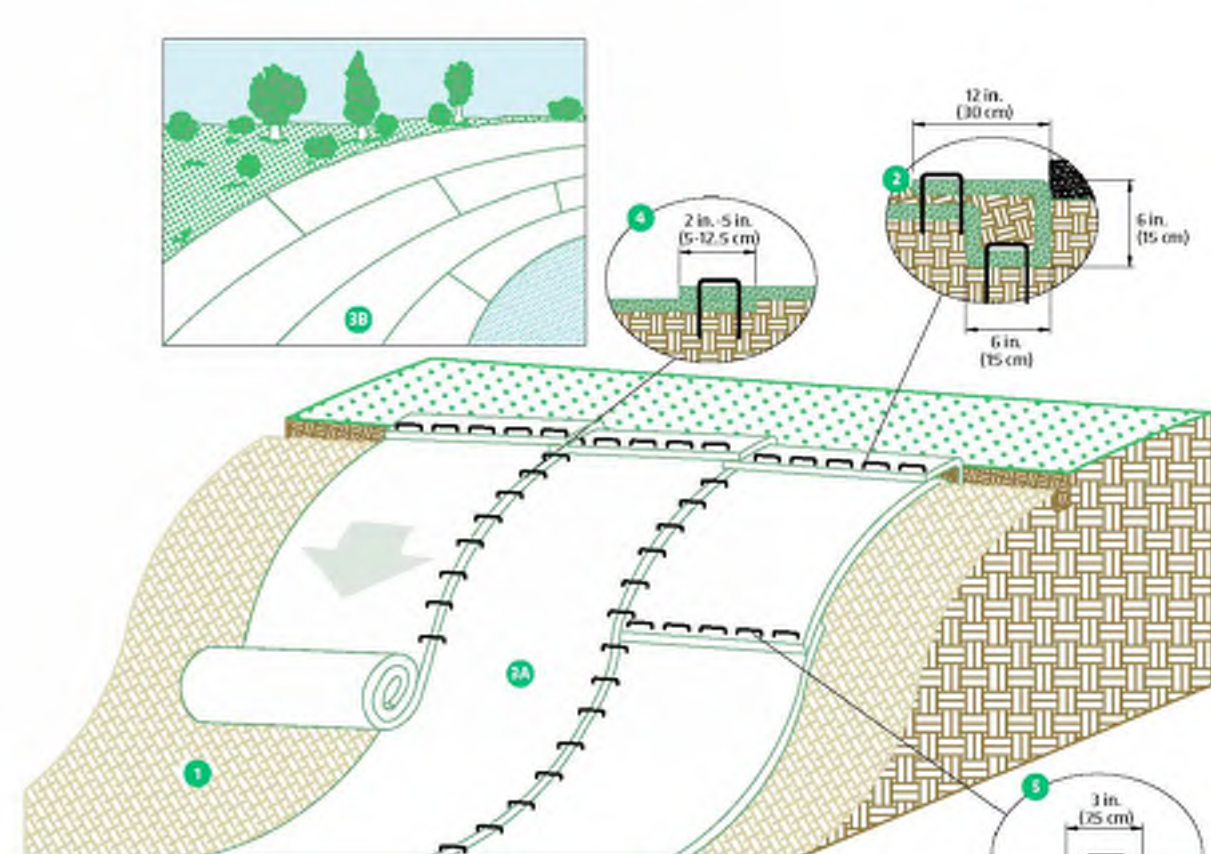 12 in.
(30 cm)
2
6 in.
(15 cm)
6 in.
(15 cm)
4
2 in.-5 in.
(5-12.5 cm)
3B
3A
1
5
3 in.
(75 cm)